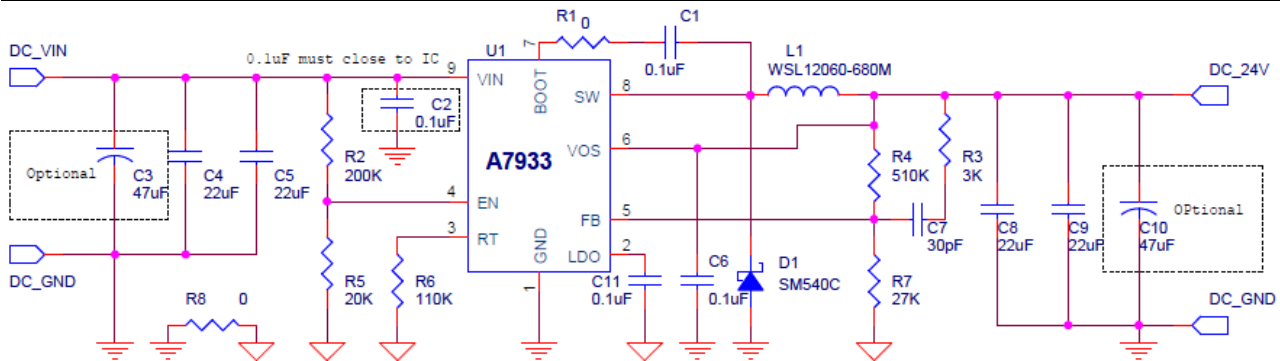 R1 0
C1
0.1uF
DC_VIN
0.1uF must close to IC
U1
7
L1
WSL12060-680M
DC_24V
9
VIN
BOOT
SW
8
C2
0.1uF
Optional
C3
47uF
C4
22uF
C5
22uF
R2
200K
A7933
VOS
6
R4
510K
R3
3K
4
EN
FB
5
C7
30pF
C8
22uF
C9
22uF
C10
47uF
OPtional
3
RT
GND
LDO
2
DC_GND
R8 0
R5
20K
R6
110K
1
C11
0.1uF
C6
0.1uF
D1
SM540C
R7
27K
DC_GND